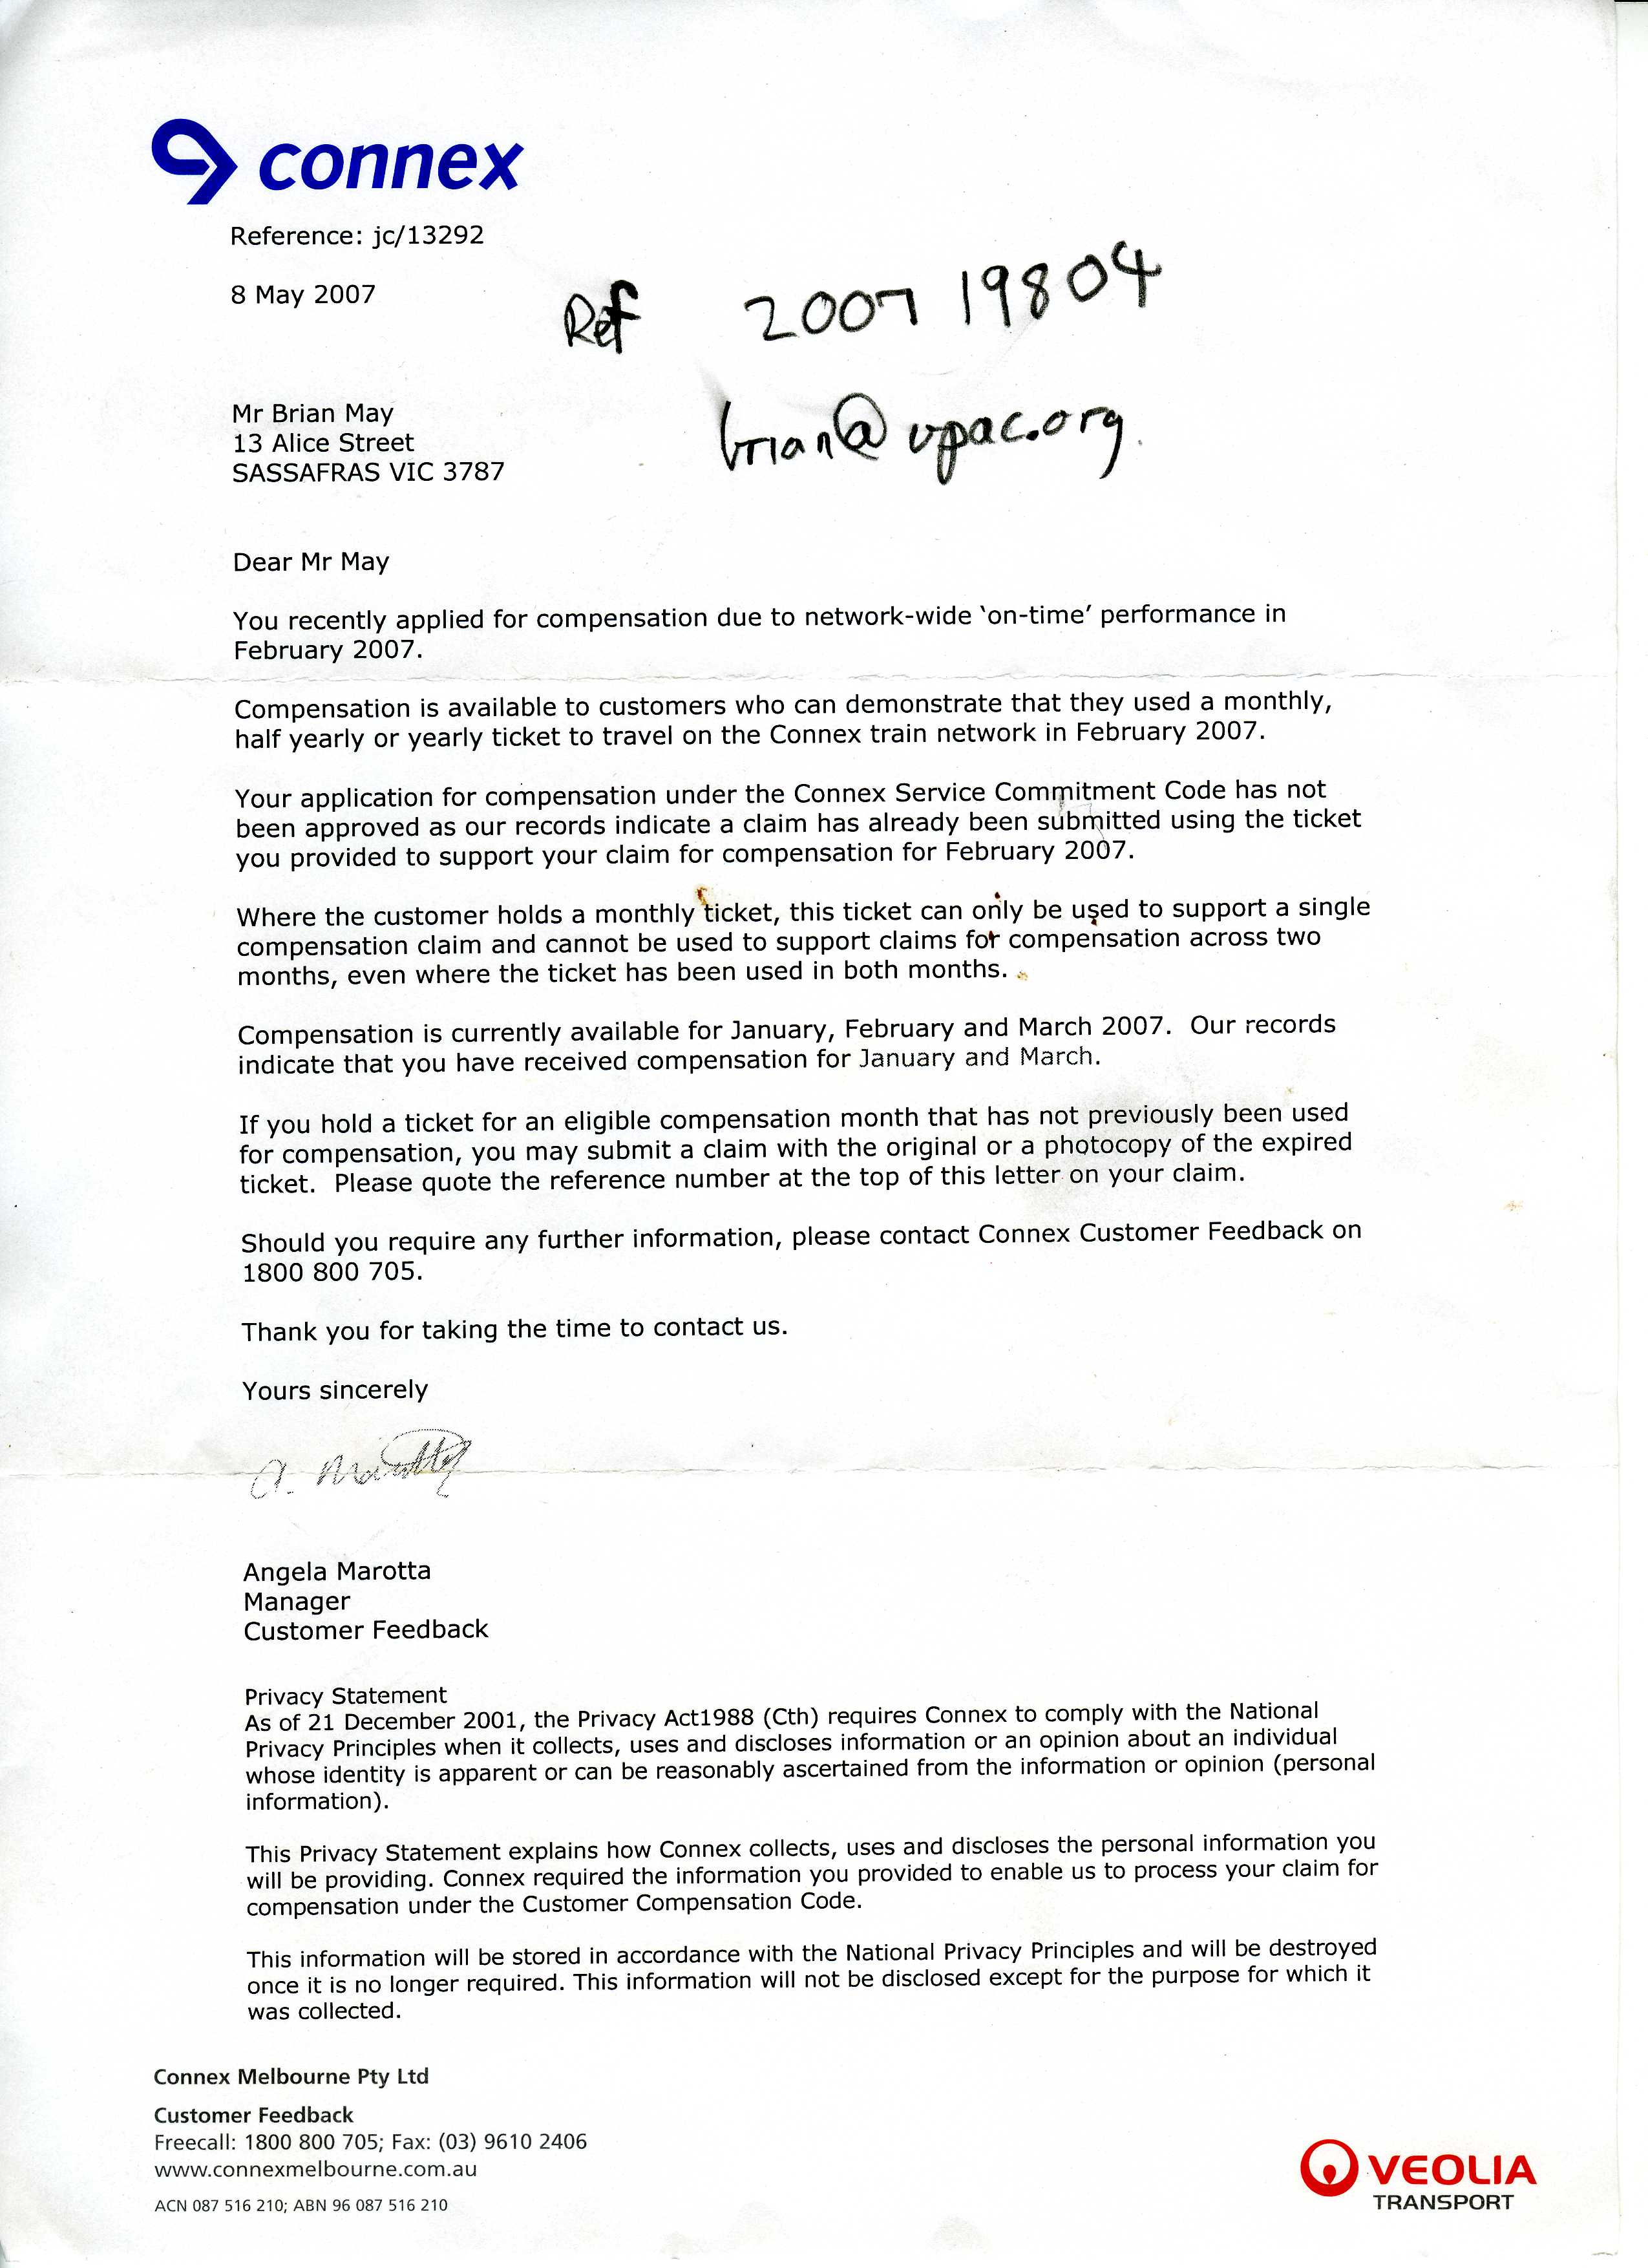 connex
Reference: jc/13292
8 May 2007
Ref 2007 19804
brian@vpac.org.
Mr Brian May
13 Alice Street
SASSAFRAS VIC 3787
Dear Mr May
You recently applied for compensation due to network-wide ‘on-time’ performance in
February 2007.
Compensation is available to customers who can demonstrate that they used a monthly,
half yearly or yearly ticket to travel on the Connex train network in February 2007.
Your application for compensation under the Connex Service Commitment Code has not
been approved as our records indicate a claim has already been submitted using the ticket
you provided to support your claim for compensation for February 2007.
Where the customer holds a monthly ticket, this ticket can only be used to support a single
compensation claim and cannot be used to support claims for compensation across two
months, even where the ticket has been used in both months.
Compensation is currently available for January, February and March 2007.  Our records
indicate that you have received compensation for January and March.
If you hold a ticket for an eligible compensation month that has not previously been used
for compensation, you may submit a claim with the original or a photocopy of the expired
ticket.  Please quote the reference number at the top of this letter on your claim.
Should you require any further information, please contact Connex Customer Feedback on
1800 800 705.
Thank you for taking the time to contact us.
Yours sincerely
A. Marotta
Angela Marotta
Manager
Customer Feedback
Privacy Statement
As of 21 December 2001, the Privacy Act1988 (Cth) requires Connex to comply with the National
Privacy Principles when it collects, uses and discloses information or an opinion about an individual
whose identity is apparent or can be reasonably ascertained from the information or opinion (personal
information).
This Privacy Statement explains how Connex collects, uses and discloses the personal information you
will be providing. Connex required the information you provided to enable us to process your claim for
compensation under the Customer Compensation Code.
This information will be stored in accordance with the National Privacy Principles and will be destroyed
once it is no longer required. This information will not be disclosed except for the purpose for which it
was collected.
Connex Melbourne Pty Ltd
Customer Feedback
Freecall: 1800 800 705; Fax: (03) 9610 2406
www.connexmelbourne.com.au
ACN 087 516 210; ABN 96 087 516 210
VEOLIA
TRANSPORT